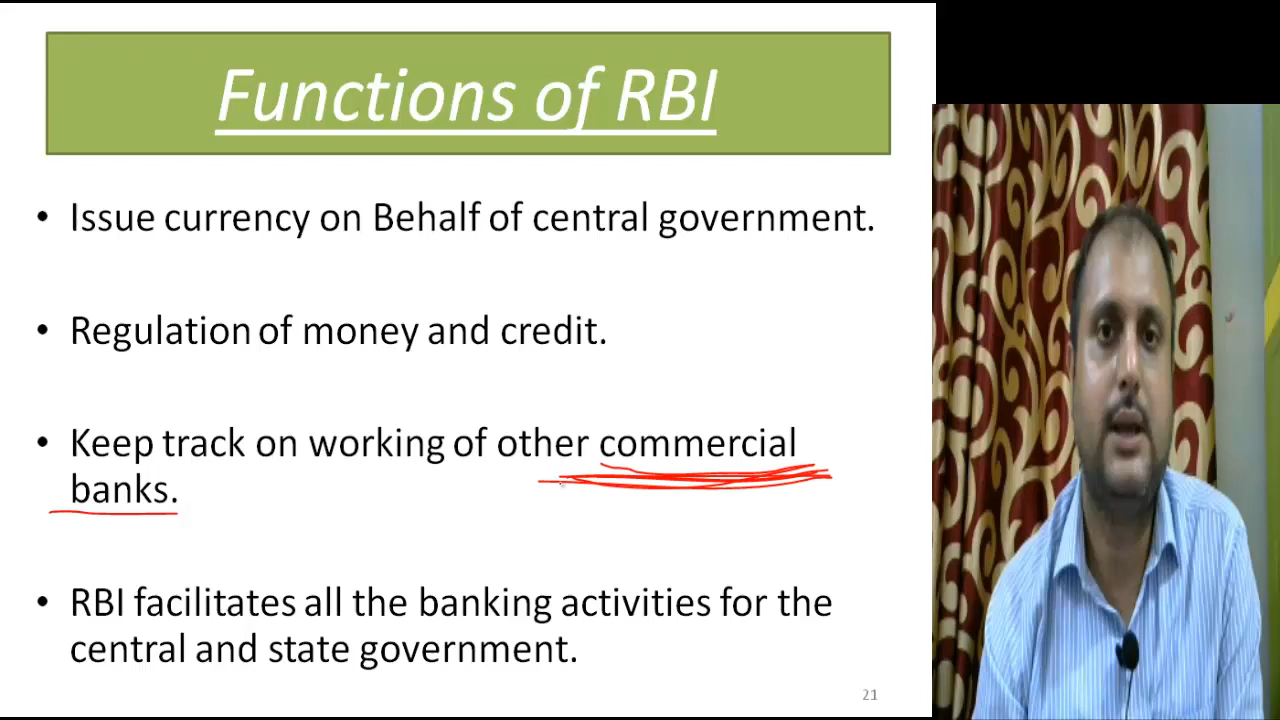 Functions of RBI
• Issue currency on Behalf of central government.
• Regulation of money and credit.
• Keep track on working of other commercial
banks.
• RBI facilitates all the banking activities for the
central and state government.
21